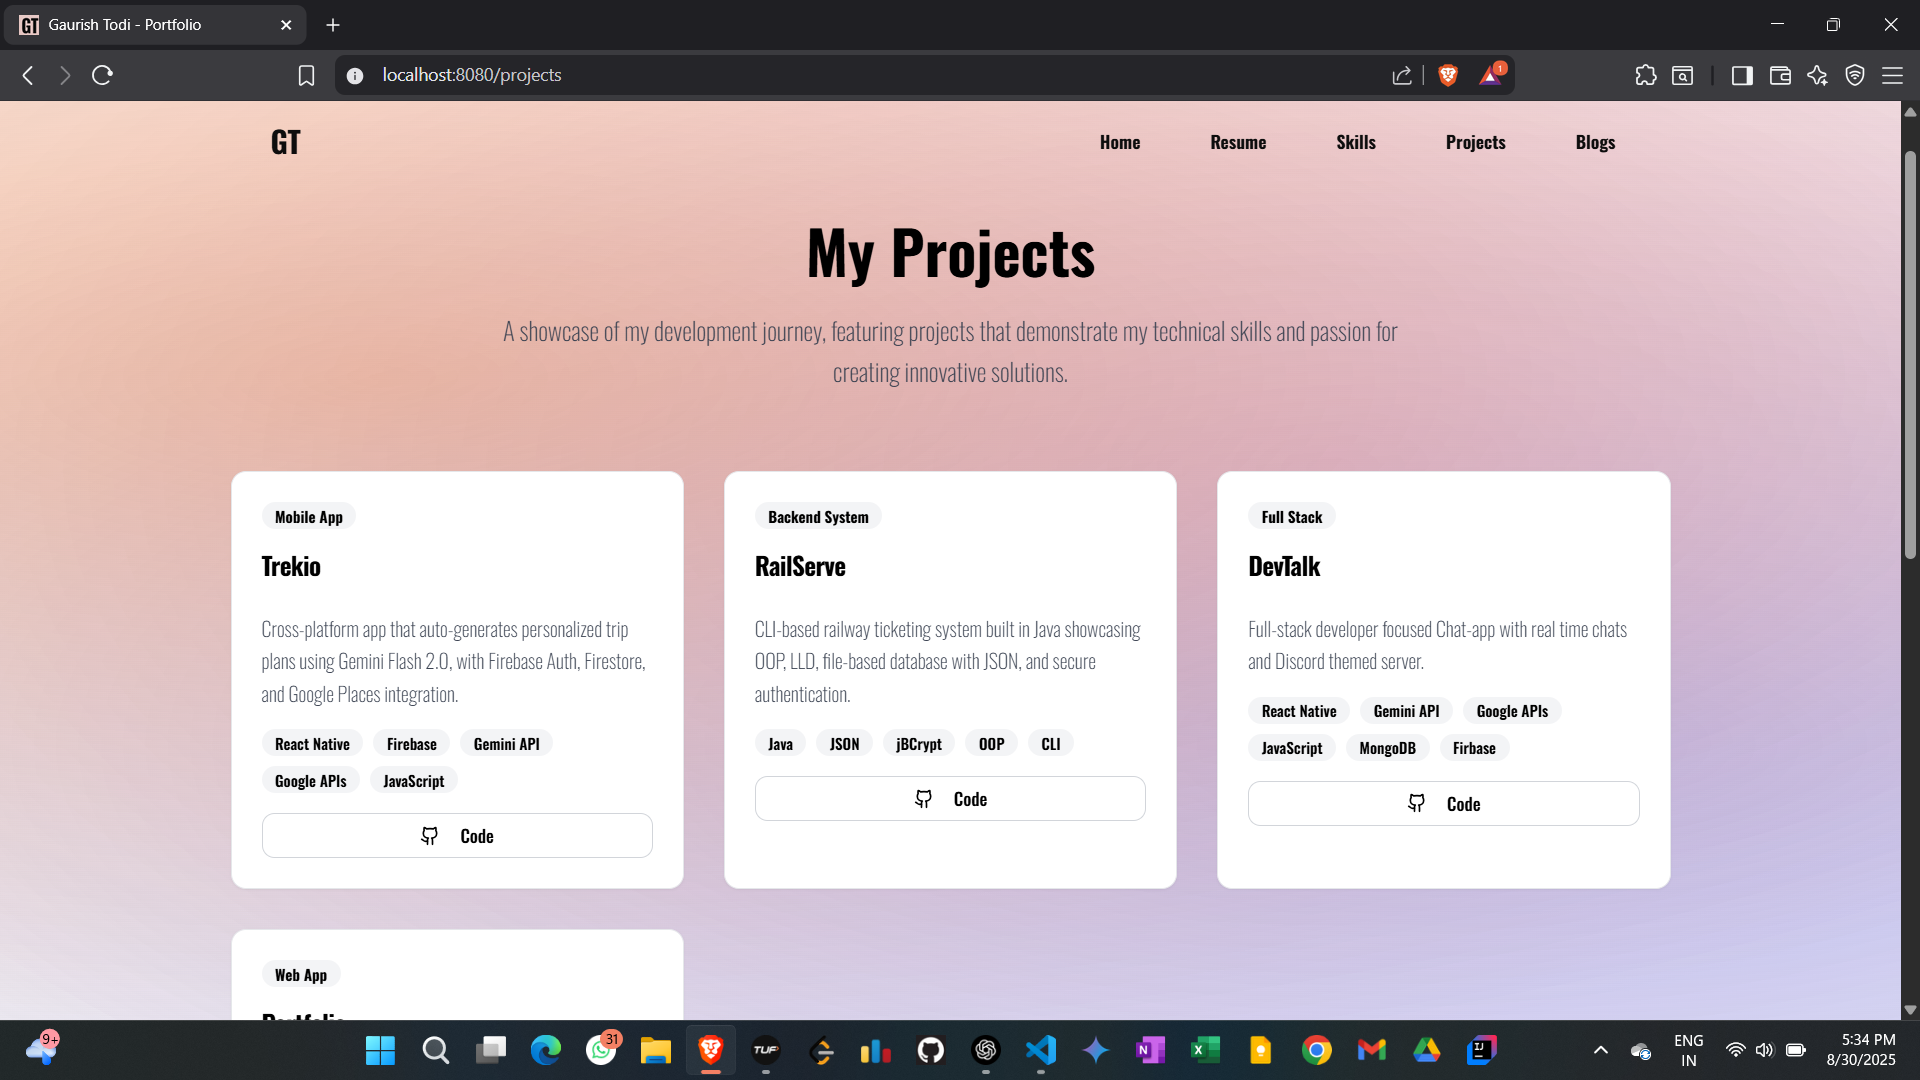 GT
Gaurish Todi - Portfolio
localhost:8080/projects
1
GT
Home
Resume
Skills
Projects
Blogs
My Projects
A showcase of my development journey, featuring projects that demonstrate my technical skills and passion for
creating innovative solutions.
Mobile App
Trekio
Cross-platform app that auto-generates personalized trip
plans using Gemini Flash 2.0, with Firebase Auth, Firestore,
and Google Places integration.
React Native
Firebase
Gemini API
Google APIs
JavaScript
Code
Backend System
RailServe
CLI-based railway ticketing system built in Java showcasing
OOP, LLD, file-based database with JSON, and secure
authentication.
Java
JSON
jBCrypt
OOP
CLI
Code
Full Stack
DevTalk
Full-stack developer focused Chat-app with real time chats
and Discord themed server.
React Native
Gemini API
Google APIs
JavaScript
MongoDB
Firbase
Code
Web App
Portfolio
9+
31
TUF
N
X
IJ
ENG
IN
5:34 PM
8/30/2025